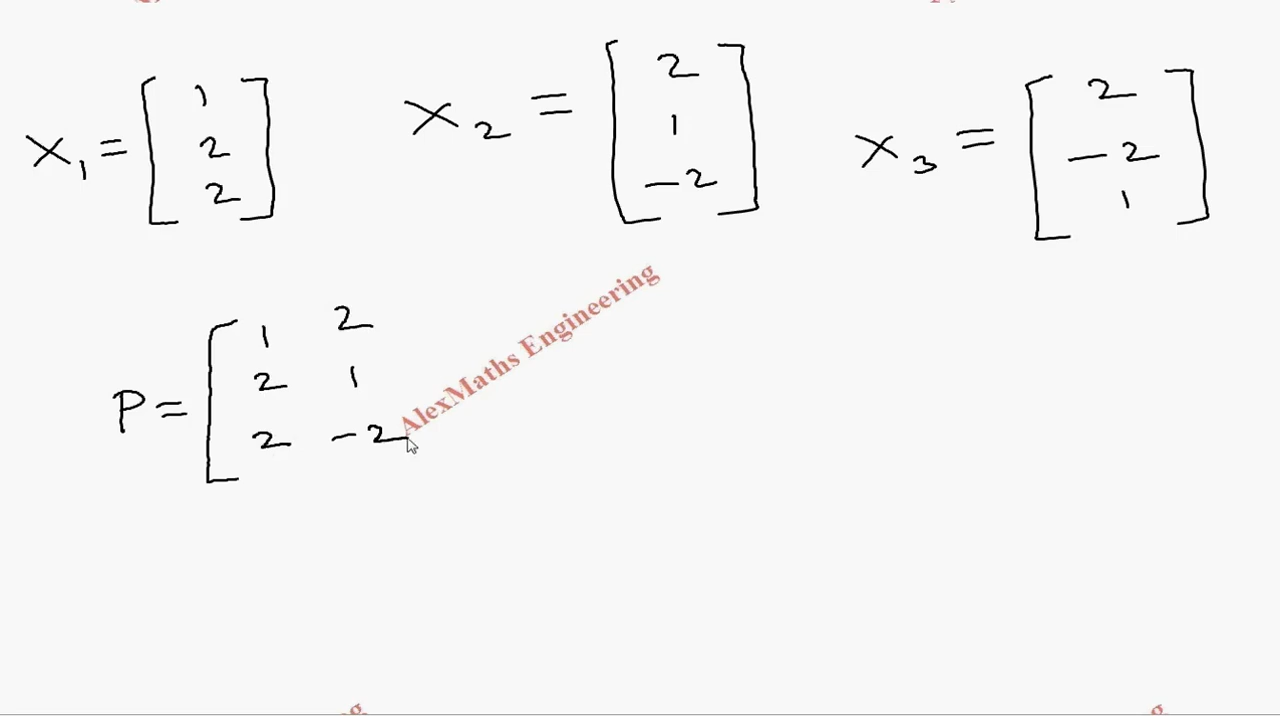 X₁ = [1 2 2] X₂ = [2 1 -2] X₃ = [2 -2 1]
AlexMaths Engineering
P = [1 2
2 1
2 -2